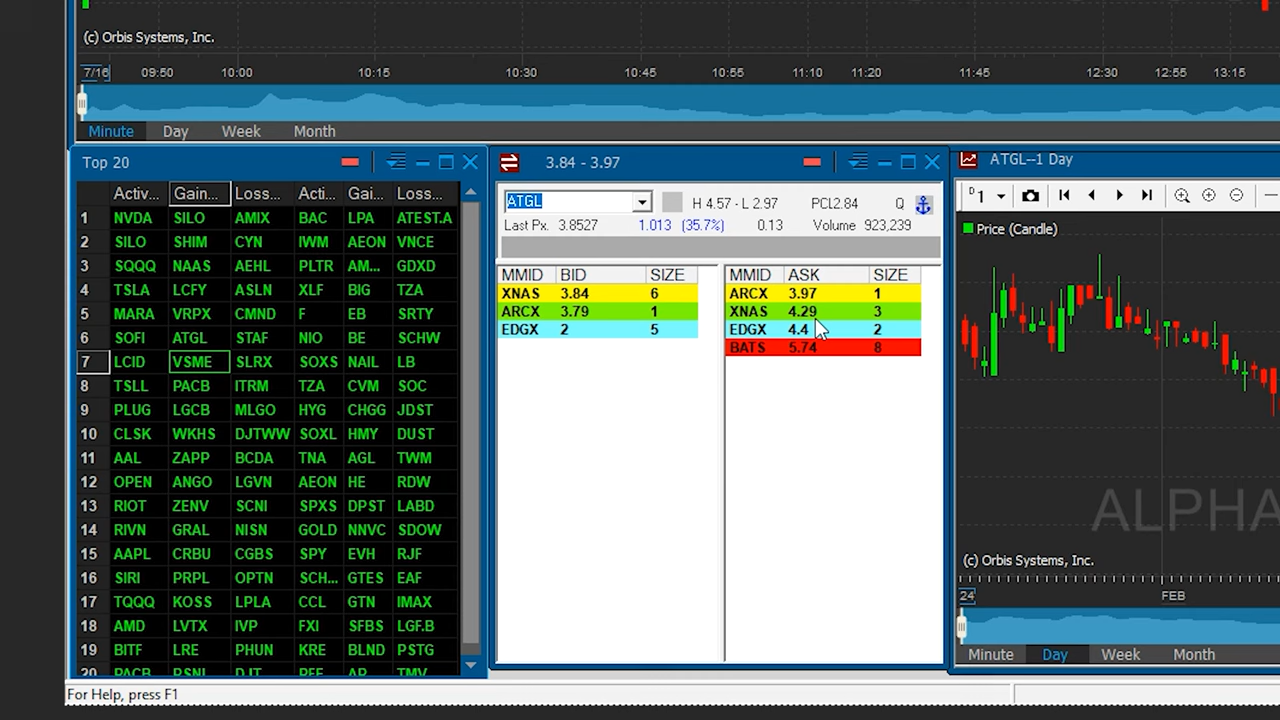 (c) Orbis Systems, Inc.
7/16 09:50 10:00 10:15 10:30 10:45 10:55 11:10 11:20 11:45 12:30 12:55 13:15
Minute Day Week Month
Top 20
Activ... Gain... Loss... Acti... Gai... Loss...
1 NVDA SILO AMIX BAC LPA ATEST.A
2 SILO SHIM CYN IWM AEON VNCE
3 SQQQ NAAS AEHL PLTR AM... GDXD
4 TSLA LCFY ASLN XLF BIG TZA
5 MARA VRPX CMND F EB SRTY
6 SOFI ATGL STAF NIO BE SCHW
7 LCID VSME SLRX SOXS NAIL LB
8 TSLL PACB ITRM TZA CVM SOC
9 PLUG LGCB MLGO HYG CHGG JDST
10 CLSK WKHS DJTWW SOXL HMY DUST
11 AAL ZAPP BCDA TNA AGL TWM
12 OPEN ANGO LGVN AEON HE RDW
13 RIOT ZENV SCNI SPXS DPST LABD
14 RIVN GRAL NISN GOLD NNVC SDOW
15 AAPL CRBU CGBS SPY EVH RJF
16 SIRI PRPL OPTN SCH... GTES EAF
17 TQQQ KOSS LPLA CCL GTN IMAX
18 AMD LVTX IVP FXI SFBS LGF.B
19 BITF LRE PHUN KRE BLND PSTG
20 PACB
3.84 - 3.97
ATGL H 4.57 - L 2.97 PCL2.84 Q
Last Px. 3.8527 1.013 (35.7%) 0.13 Volume 923,239
MMID BID SIZE MMID ASK SIZE
XNAS 3.84 6 ARCX 3.97 1
ARCX 3.79 1 XNAS 4.29 3
EDGX 2 5 EDGX 4.4 2
BATS 5.74 8
ATGL--1 Day
D 1
Price (Candle)
ALPHA
(c) Orbis Systems, Inc.
24 FEB
Minute Day Week Month
For Help, press F1